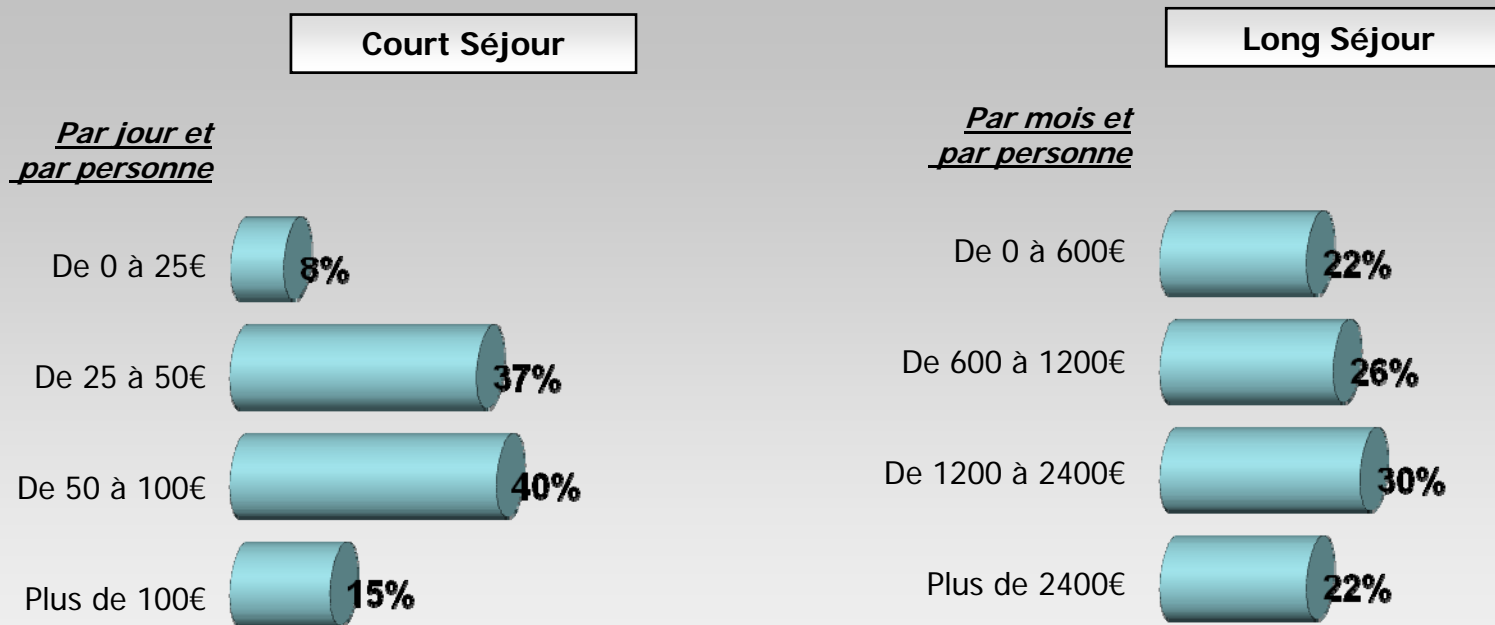 Court Séjour
Par jour et
par personne
De 0 à 25€
8%
De 25 à 50€
37%
De 50 à 100€
40%
Plus de 100€
15%
Long Séjour
Par mois et
par personne
De 0 à 600€
22%
De 600 à 1200€
26%
De 1200 à 2400€
30%
Plus de 2400€
22%